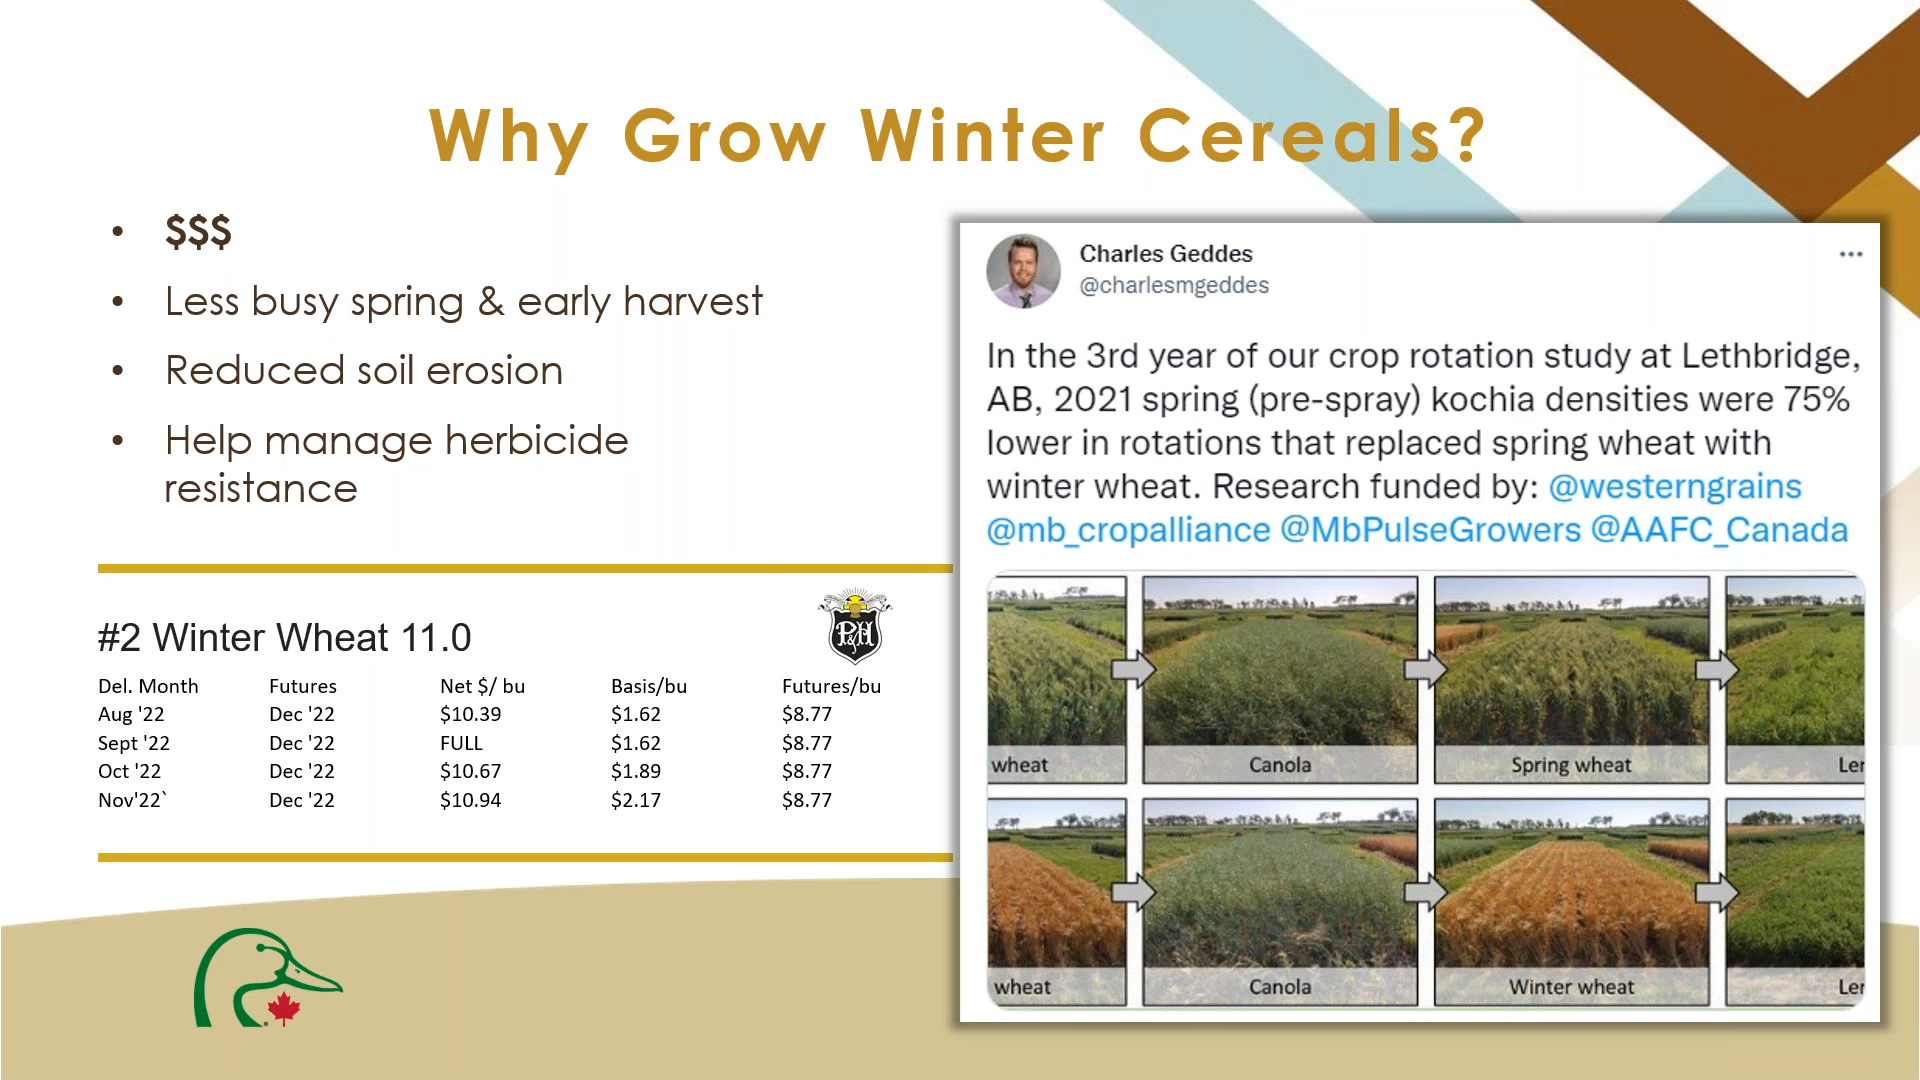 Why Grow Winter Cereals?
• $$$
• Less busy spring & early harvest
• Reduced soil erosion
• Help manage herbicide
resistance
#2 Winter Wheat 11.0
P&H
Del. Month Futures Net $/ bu Basis/bu Futures/bu
Aug '22 Dec '22 $10.39 $1.62 $8.77
Sept '22 Dec '22 FULL $1.62 $8.77
Oct '22 Dec '22 $10.67 $1.89 $8.77
Nov'22` Dec '22 $10.94 $2.17 $8.77
Charles Geddes
@charlesmgeddes
In the 3rd year of our crop rotation study at Lethbridge,
AB, 2021 spring (pre-spray) kochia densities were 75%
lower in rotations that replaced spring wheat with
winter wheat. Research funded by: @westerngrains
@mb_cropalliance @MbPulseGrowers @AAFC_Canada
wheat Canola Spring wheat Ler
wheat Canola Winter wheat Ler